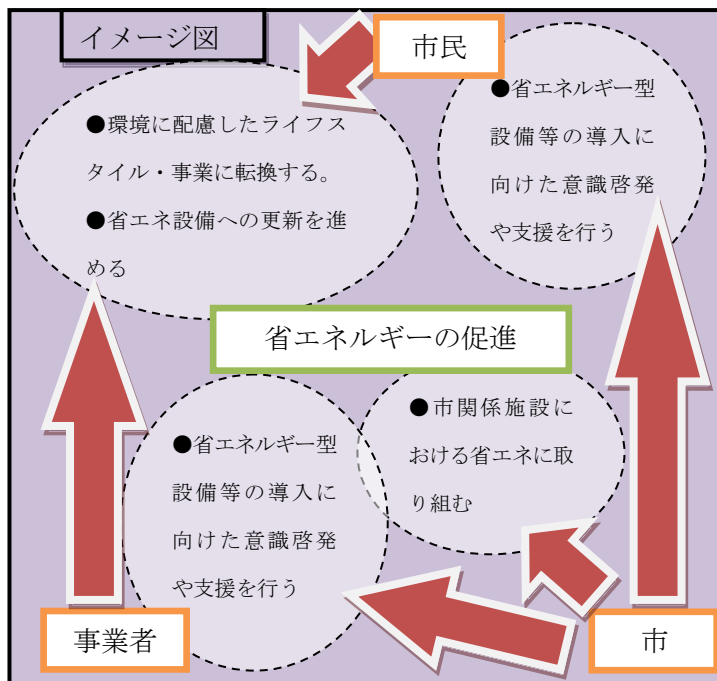 イメージ図
市民
●環境に配慮したライフス
タイル・事業に転換する。
●省エネ設備への更新を進
める
●省エネルギー型
設備等の導入に
向けた意識啓発
や支援を行う
省エネルギーの促進
●省エネルギー型
設備等の導入に
向けた意識啓発
や支援を行う
●市関係施設に
おける省エネに取
り組む
事業者
市